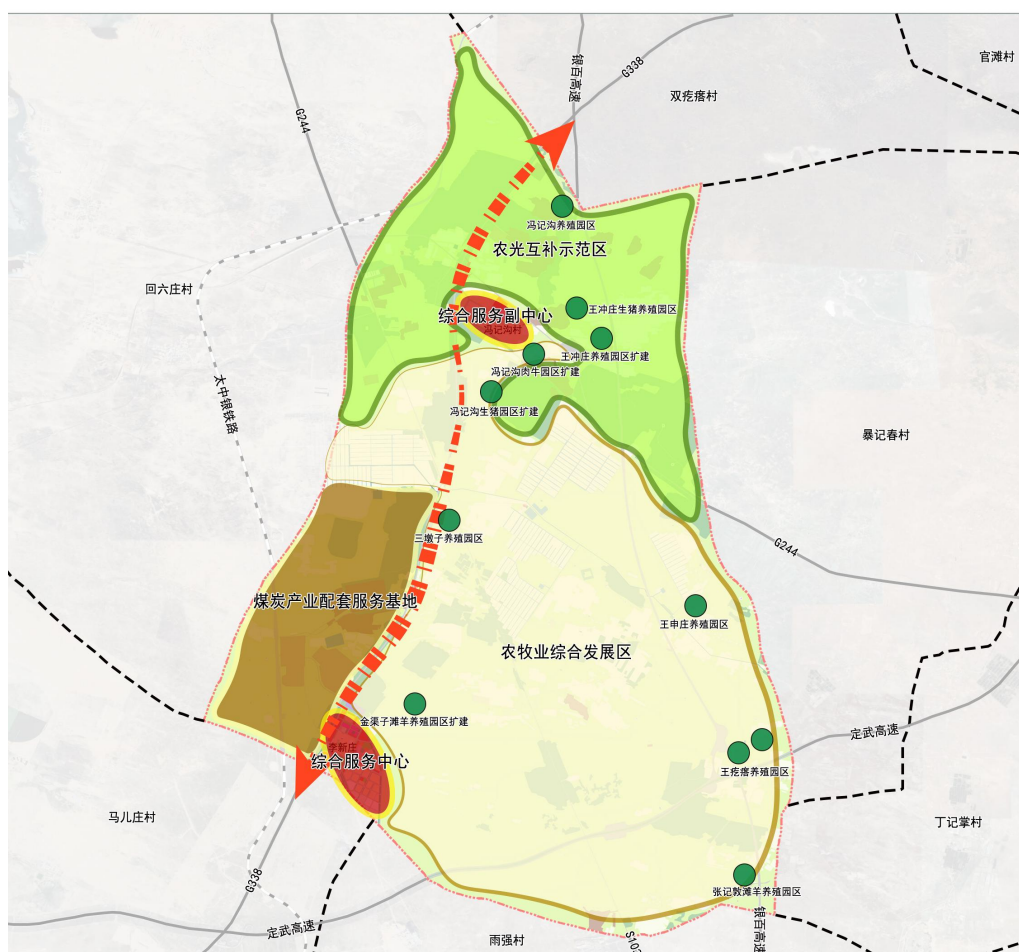 官滩村
银百高速
G338
双疙瘩村
G244
冯记沟养殖园区
农光互补示范区
回六庄村
王冲庄生猪养殖园区
综合服务副中心
冯记沟村
王冲庄养殖园区扩建
冯记沟肉牛园区扩建
太中银铁路
冯记沟生猪园区扩建
暴记春村
三墩子养殖园区
G244
煤炭产业配套服务基地
王申庄养殖园区
农牧业综合发展区
金渠子滩羊养殖园区扩建
定武高速
李新庄
综合服务中心
王疙瘩养殖园区
马儿庄村
丁记掌村
G338
张记敦滩羊养殖园区
定武高速
银百高速
雨强村